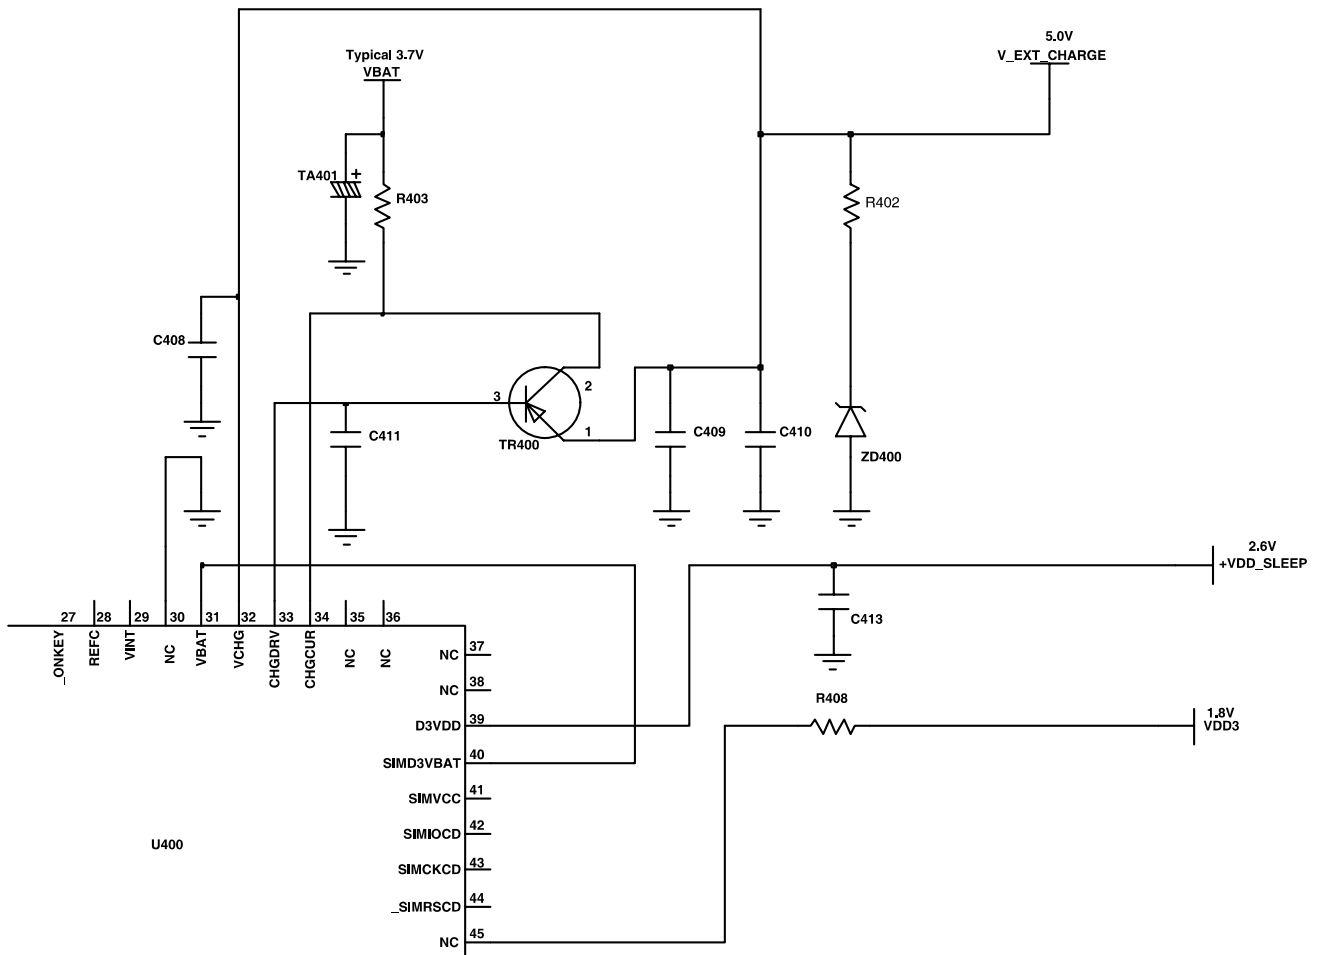 5.0V
V_EXT_CHARGE
Typical 3.7V
VBAT
TA401
+
R403
R402
C408
2
3
1
TR400
C411
C409
C410
ZD400
2.6V
+VDD_SLEEP
C413
27
28
29
30
31
32
33
34
35
36
_ONKEY
REFC
VINT
NC
VBAT
VCHG
CHGDRV
CHGCUR
NC
NC
NC 37
NC 38
D3VDD 39
SIMD3VBAT 40
SIMVCC 41
SIMIOCD 42
SIMCKCD 43
_SIMRSCD 44
NC 45
R408
1.8V
VDD3
U400